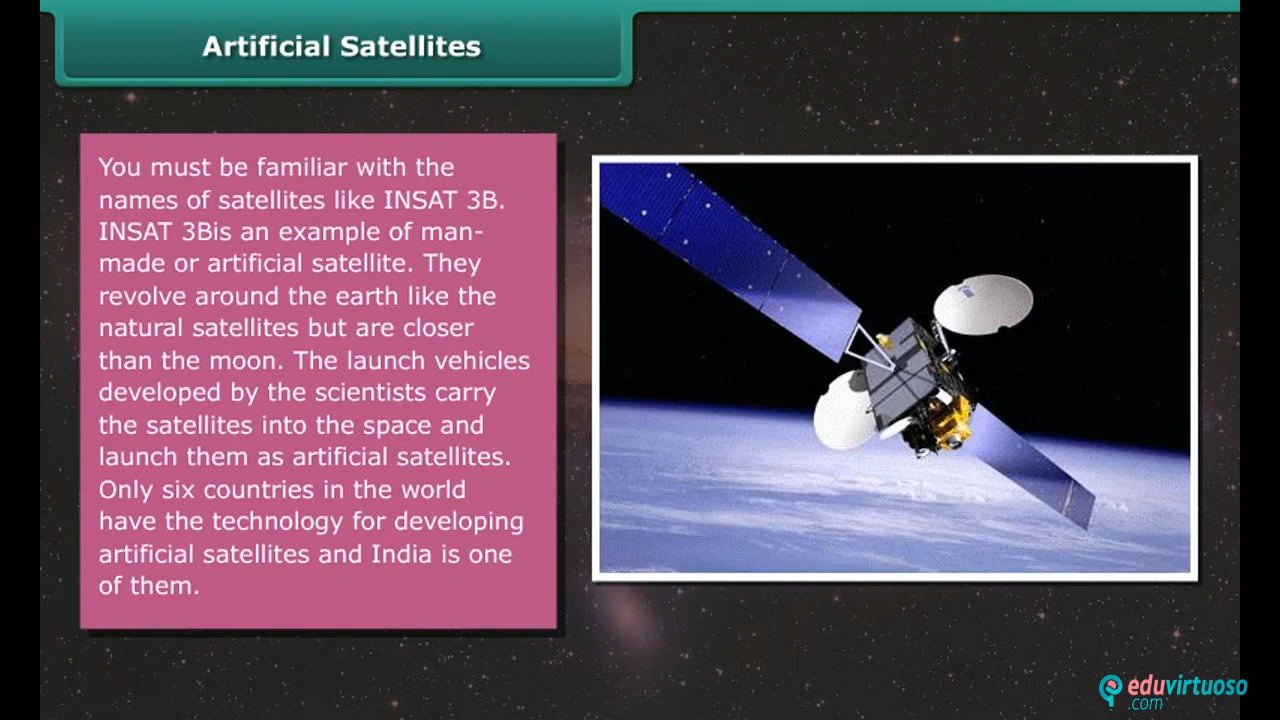 Artificial Satellites
You must be familiar with the
names of satellites like INSAT 3B.
INSAT 3Bis an example of man-
made or artificial satellite. They
revolve around the earth like the
natural satellites but are closer
than the moon. The launch vehicles
developed by the scientists carry
the satellites into the space and
launch them as artificial satellites.
Only six countries in the world
have the technology for developing
artificial satellites and India is one
of them.
eduvirtuoso
.com